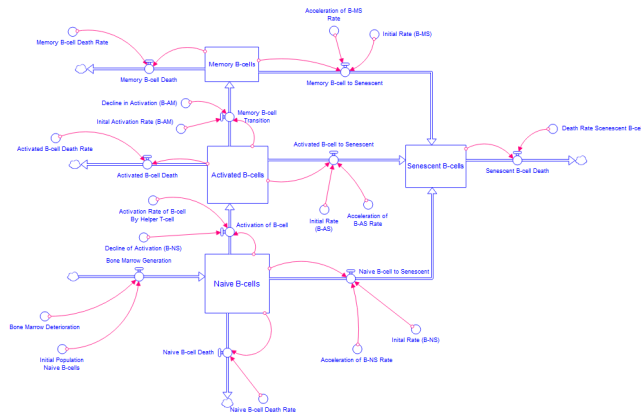 Acceleration of B-MS
Rate
Initial Rate (B-MS)
Memory B-cell Death Rate
Memory B-cells
Memory B-cell Death
Memory B-cell to Senescent
Decline in Activation (B-AM)
Memory B-cell
Transition
Inital Activation Rate (B-AM)
Death Rate Scenescent B-ce
Activated B-cell Death Rate
Activated B-cell to Senescent
Activated B-cell Death
Activated B-cells
Senescent B-cells
Senescent B-cell Death
Activation Rate of B-cell
By Helper T-cell
Initial Rate
(B-AS)
Acceleration of
B-AS Rate
Activation of B-cell
Decline of Activation (B-NS)
Bone Marrow Generation
Naive B-cells
Naive B-cell to Senescent
Bone Marrow Deterioration
Initial Population
Naive B-cells
Naive B-cell Death
Acceleration of B-NS Rate
Inital Rate (B-NS)
Naive B-cell Death Rate